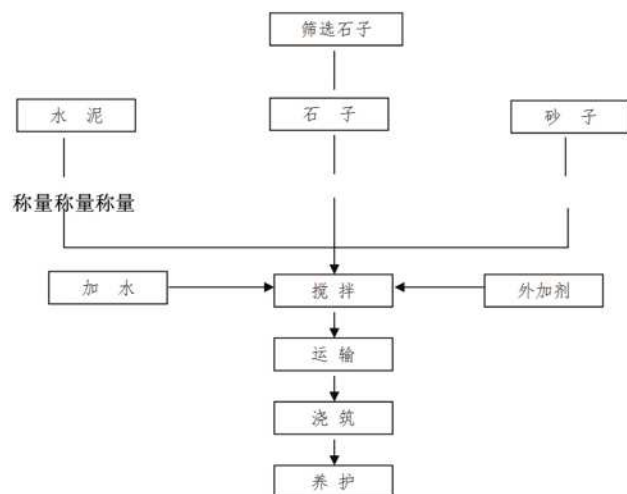 筛选石子
水 泥
石 子
砂 子
称量称量称量
加 水
搅 拌
外加剂
运 输
浇 筑
养 护